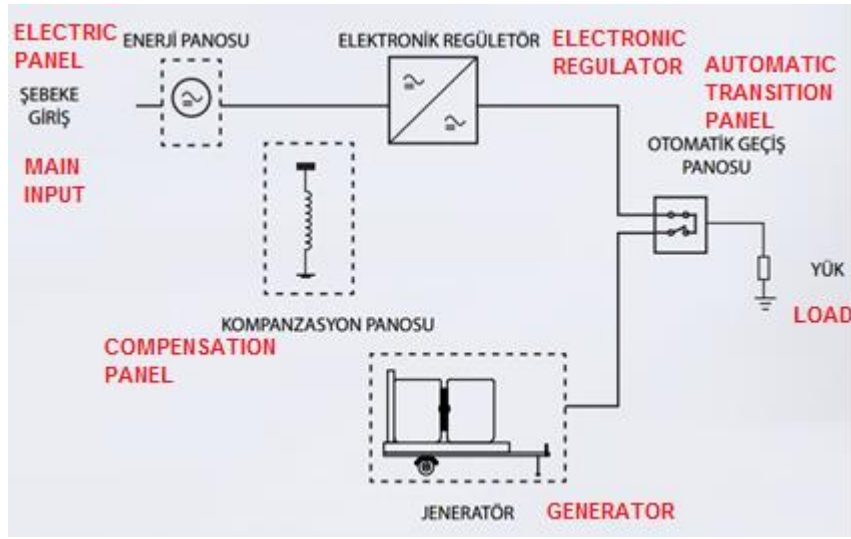 ELECTRIC
PANEL
ENERJİ PANOSU
ELEKTRONİK REGÜLETÖR
ELECTRONIC
REGULATOR
AUTOMATIC
TRANSITION
PANEL
ŞEBEKE
GİRİŞ
OTOMATİK GEÇİŞ
PANOSU
MAIN
INPUT
YÜK
LOAD
KOMPANZASYON PANOSU
COMPENSATION
PANEL
JENERATÖR
GENERATOR